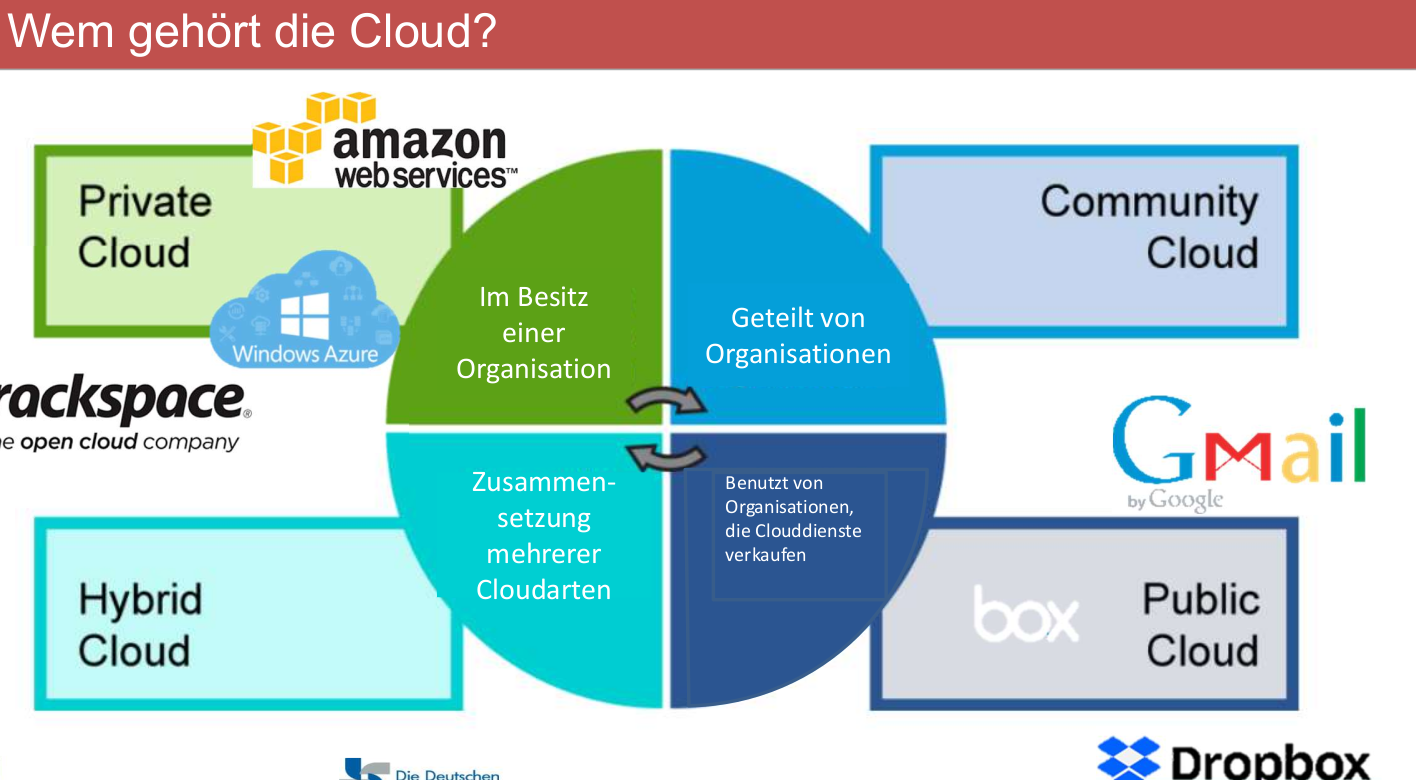 Wem gehört die Cloud?
amazon
web services™
Private
Cloud
Windows Azure
Im Besitz
einer
Organisation
Geteilt von
Organisationen
Community
Cloud
rackspace®
he open cloud company
GMail
by Google
Zusammen-
setzung
mehrerer
Cloudarten
Benutzt von
Organisationen,
die Clouddienste
verkaufen
Hybrid
Cloud
box
Public
Cloud
Die Deutschen
Dropbox